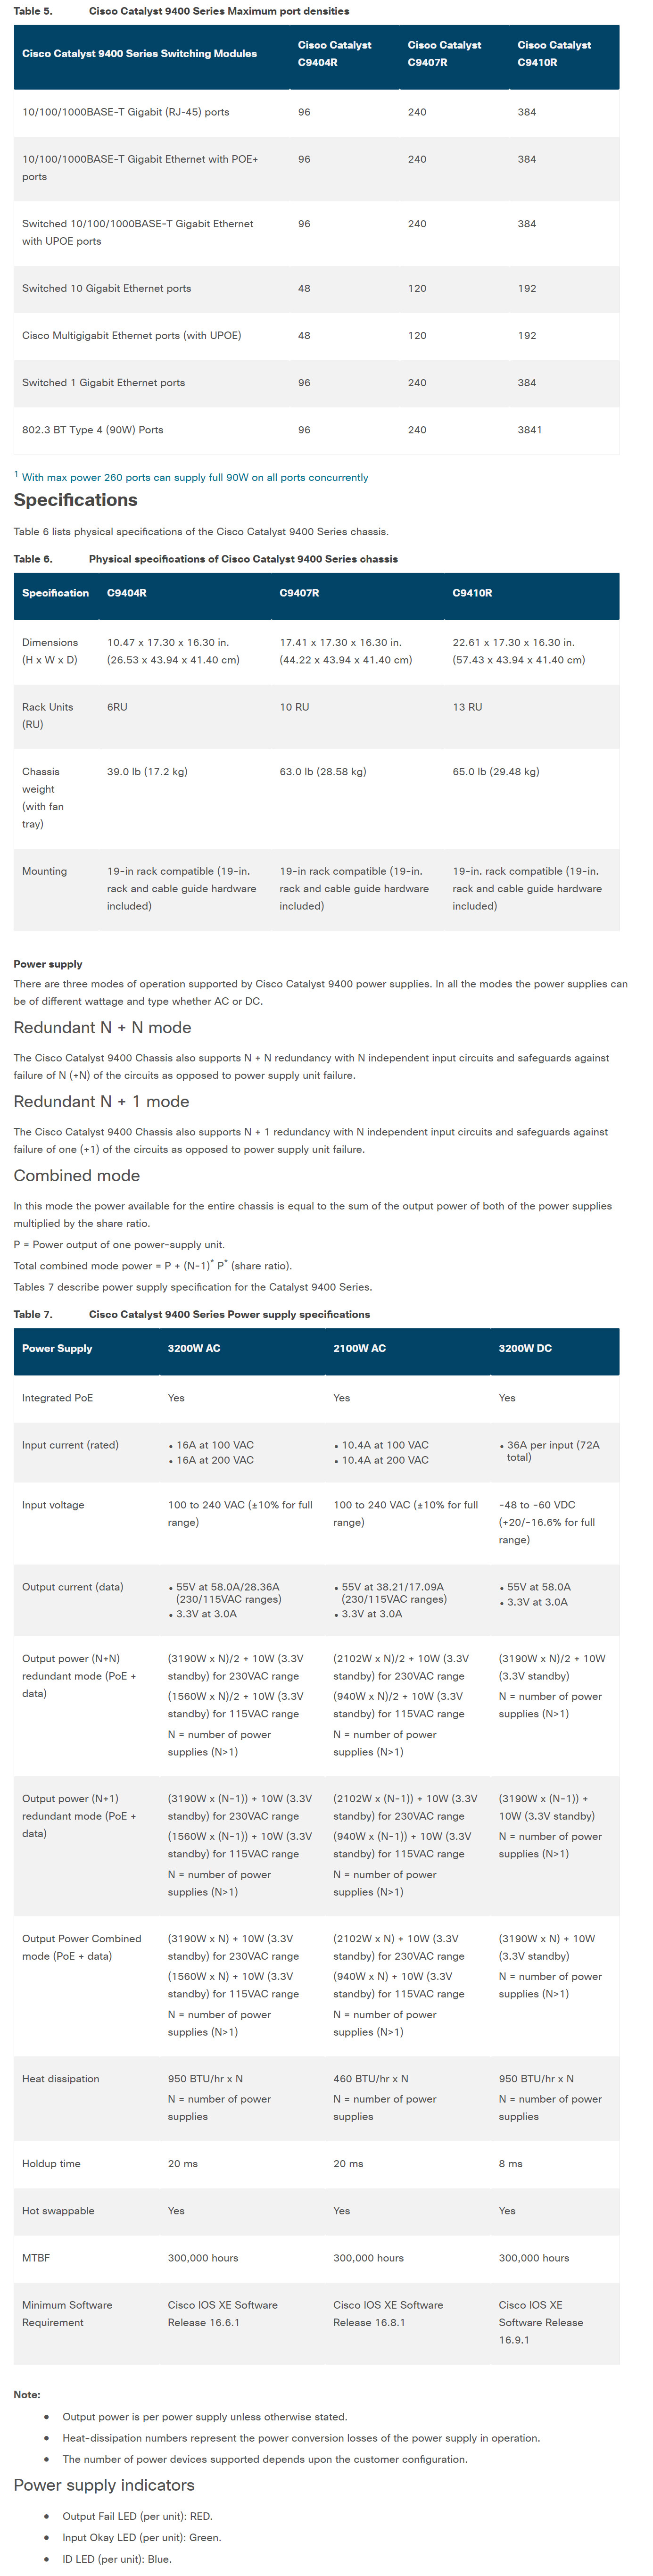 Table 5. Cisco Catalyst 9400 Series Maximum port densities
Cisco Catalyst 9400 Series Switching Modules
Cisco Catalyst
C9404R
Cisco Catalyst
C9407R
Cisco Catalyst
C9410R
10/100/1000BASE-T Gigabit (RJ-45) ports 96 240 384
10/100/1000BASE-T Gigabit Ethernet with POE+ 96 240 384
ports
Switched 10/100/1000BASE-T Gigabit Ethernet 96 240 384
with UPOE ports
Switched 10 Gigabit Ethernet ports 48 120 192
Cisco Multigigabit Ethernet ports (with UPOE) 48 120 192
Switched 1 Gigabit Ethernet ports 96 240 384
802.3 BT Type 4 (90W) Ports 96 240 3841
1 With max power 260 ports can supply full 90W on all ports concurrently
Specifications
Table 6 lists physical specifications of the Cisco Catalyst 9400 Series chassis.
Table 6. Physical specifications of Cisco Catalyst 9400 Series chassis
Specification C9404R C9407R C9410R
Dimensions
(H x W x D)
10.47 x 17.30 x 16.30 in.
(26.53 x 43.94 x 41.40 cm)
17.41 x 17.30 x 16.30 in.
(44.22 x 43.94 x 41.40 cm)
22.61 x 17.30 x 16.30 in.
(57.43 x 43.94 x 41.40 cm)
Rack Units
(RU)
6RU
10 RU
13 RU
Chassis
weight
(with fan
tray)
39.0 lb (17.2 kg)
63.0 lb (28.58 kg)
65.0 lb (29.48 kg)
Mounting
19-in rack compatible (19-in.
rack and cable guide hardware
included)
19-in rack compatible (19-in.
rack and cable guide hardware
included)
19-in. rack compatible (19-in.
rack and cable guide hardware
included)
Power supply
There are three modes of operation supported by Cisco Catalyst 9400 power supplies. In all the modes the power supplies can
be of different wattage and type whether AC or DC.
Redundant N + N mode
The Cisco Catalyst 9400 Chassis also supports N + N redundancy with N independent input circuits and safeguards against
failure of N (+N) of the circuits as opposed to power supply unit failure.
Redundant N + 1 mode
The Cisco Catalyst 9400 Chassis also supports N + 1 redundancy with N independent input circuits and safeguards against
failure of one (+1) of the circuits as opposed to power supply unit failure.
Combined mode
In this mode the power available for the entire chassis is equal to the sum of the output power of both of the power supplies
multiplied by the share ratio.
P = Power output of one power-supply unit.
Total combined mode power = P + (N-1)* P* (share ratio).
Tables 7 describe power supply specification for the Catalyst 9400 Series.
Table 7. Cisco Catalyst 9400 Series Power supply specifications
Power Supply 3200W AC 2100W AC 3200W DC
Integrated PoE Yes Yes Yes
Input current (rated)
• 16A at 100 VAC
• 16A at 200 VAC
• 10.4A at 100 VAC
• 10.4A at 200 VAC
• 36A per input (72A
total)
Input voltage
100 to 240 VAC (±10% for full
range)
100 to 240 VAC (±10% for full
range)
-48 to -60 VDC
(+20/-16.6% for full
range)
Output current (data)
• 55V at 58.0A/28.36A
(230/115VAC ranges)
• 3.3V at 3.0A
• 55V at 38.21/17.09A
(230/115VAC ranges)
• 3.3V at 3.0A
• 55V at 58.0A
• 3.3V at 3.0A
Output power (N+N)
redundant mode (PoE +
data)
(3190W x N)/2 + 10W (3.3V
standby) for 230VAC range
(1560W x N)/2 + 10W (3.3V
standby) for 115VAC range
N = number of power
supplies (N>1)
(2102W x N)/2 + 10W (3.3V
standby) for 230VAC range
(940W x N)/2 + 10W (3.3V
standby) for 115VAC range
N = number of power
supplies (N>1)
(3190W x N)/2 + 10W
(3.3V standby)
N = number of power
supplies (N>1)
Output power (N+1)
redundant mode (PoE +
data)
(3190W x (N-1)) + 10W (3.3V
standby) for 230VAC range
(1560W x (N-1)) + 10W (3.3V
standby) for 115VAC range
N = number of power
supplies (N>1)
(2102W x (N-1)) + 10W (3.3V
standby) for 230VAC range
(940W x (N-1)) + 10W (3.3V
standby) for 115VAC range
N = number of power
supplies (N>1)
(3190W x (N-1)) +
10W (3.3V standby)
N = number of power
supplies (N>1)
Output Power Combined
mode (PoE + data)
(3190W x N) + 10W (3.3V
standby) for 230VAC range
(1560W x N) + 10W (3.3V
standby) for 115VAC range
N = number of power
supplies (N>1)
(2102W x N) + 10W (3.3V
standby) for 230VAC range
(940W x N) + 10W (3.3V
standby) for 115VAC range
N = number of power
supplies (N>1)
(3190W x N) + 10W
(3.3V standby)
N = number of power
supplies (N>1)
Heat dissipation
950 BTU/hr x N
N = number of power
supplies
460 BTU/hr x N
N = number of power
supplies
950 BTU/hr x N
N = number of power
supplies
Holdup time 20 ms 20 ms 8 ms
Hot swappable Yes Yes Yes
MTBF 300,000 hours 300,000 hours 300,000 hours
Minimum Software
Requirement
Cisco IOS XE Software
Release 16.6.1
Cisco IOS XE Software
Release 16.8.1
Cisco IOS XE
Software Release
16.9.1
Note:
● Output power is per power supply unless otherwise stated.
● Heat-dissipation numbers represent the power conversion losses of the power supply in operation.
● The number of power devices supported depends upon the customer configuration.
Power supply indicators
● Output Fail LED (per unit): RED.
● Input Okay LED (per unit): Green.
● ID LED (per unit): Blue.